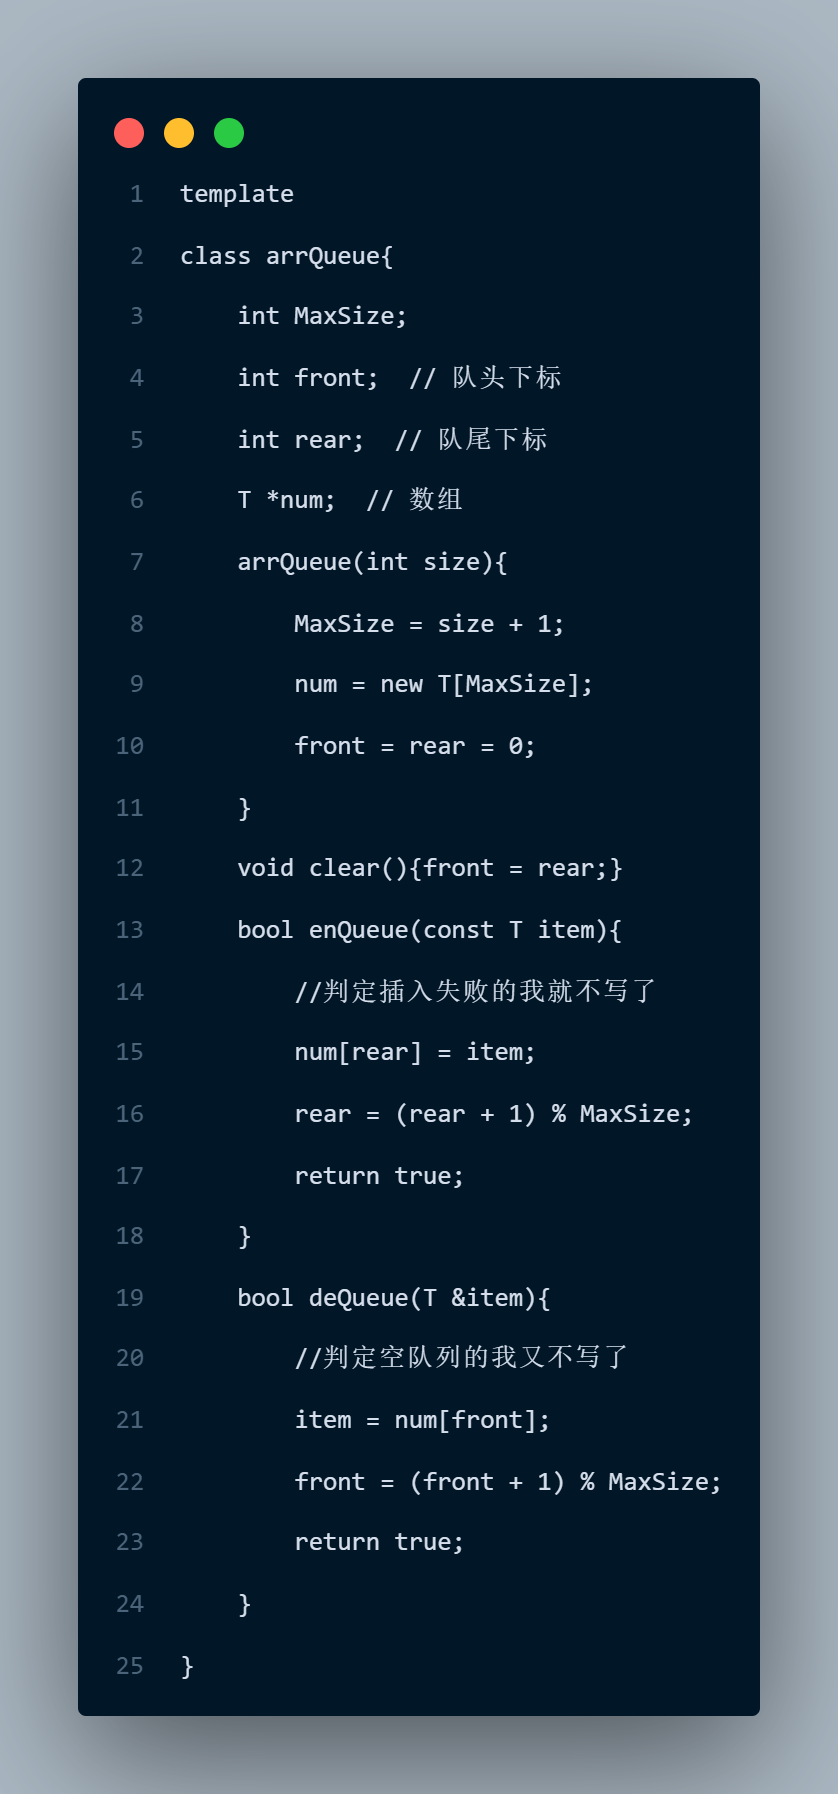 1 template
2 class arrQueue{
3     int MaxSize;
4     int front;  // 队头下标
5     int rear;  // 队尾下标
6     T *num;  // 数组
7     arrQueue(int size){
8         MaxSize = size + 1;
9         num = new T[MaxSize];
10         front = rear = 0;
11     }
12     void clear(){front = rear;}
13     bool enQueue(const T item){
14         //判定插入失败的我就不写了
15         num[rear] = item;
16         rear = (rear + 1) % MaxSize;
17         return true;
18     }
19     bool deQueue(T &item){
20         //判定空队列的我又不写了
21         item = num[front];
22         front = (front + 1) % MaxSize;
23         return true;
24     }
25 }